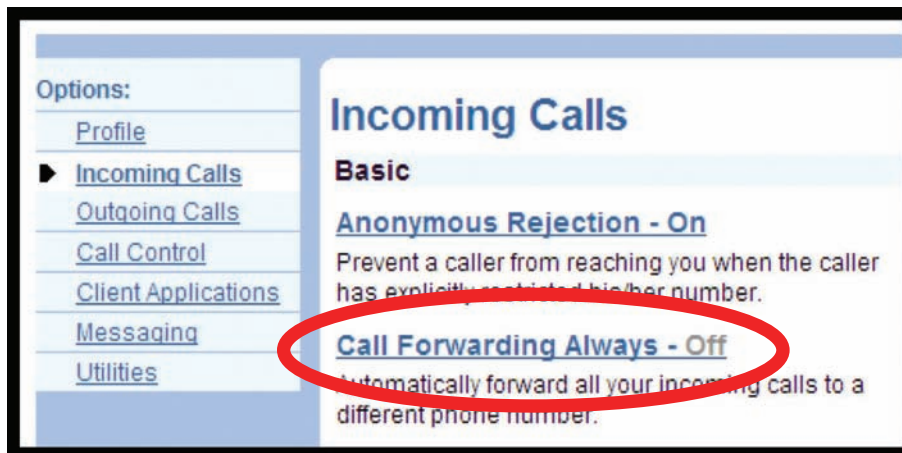 Options:
Profile
Incoming Calls
Outgoing Calls
Call Control
Client Applications
Messaging
Utilities
Incoming Calls
Basic
Anonymous Rejection - On
Prevent a caller from reaching you when the caller
has explicitly restricted his/her number.
Call Forwarding Always - Off
Automatically forward all your incoming calls to a
different phone number.